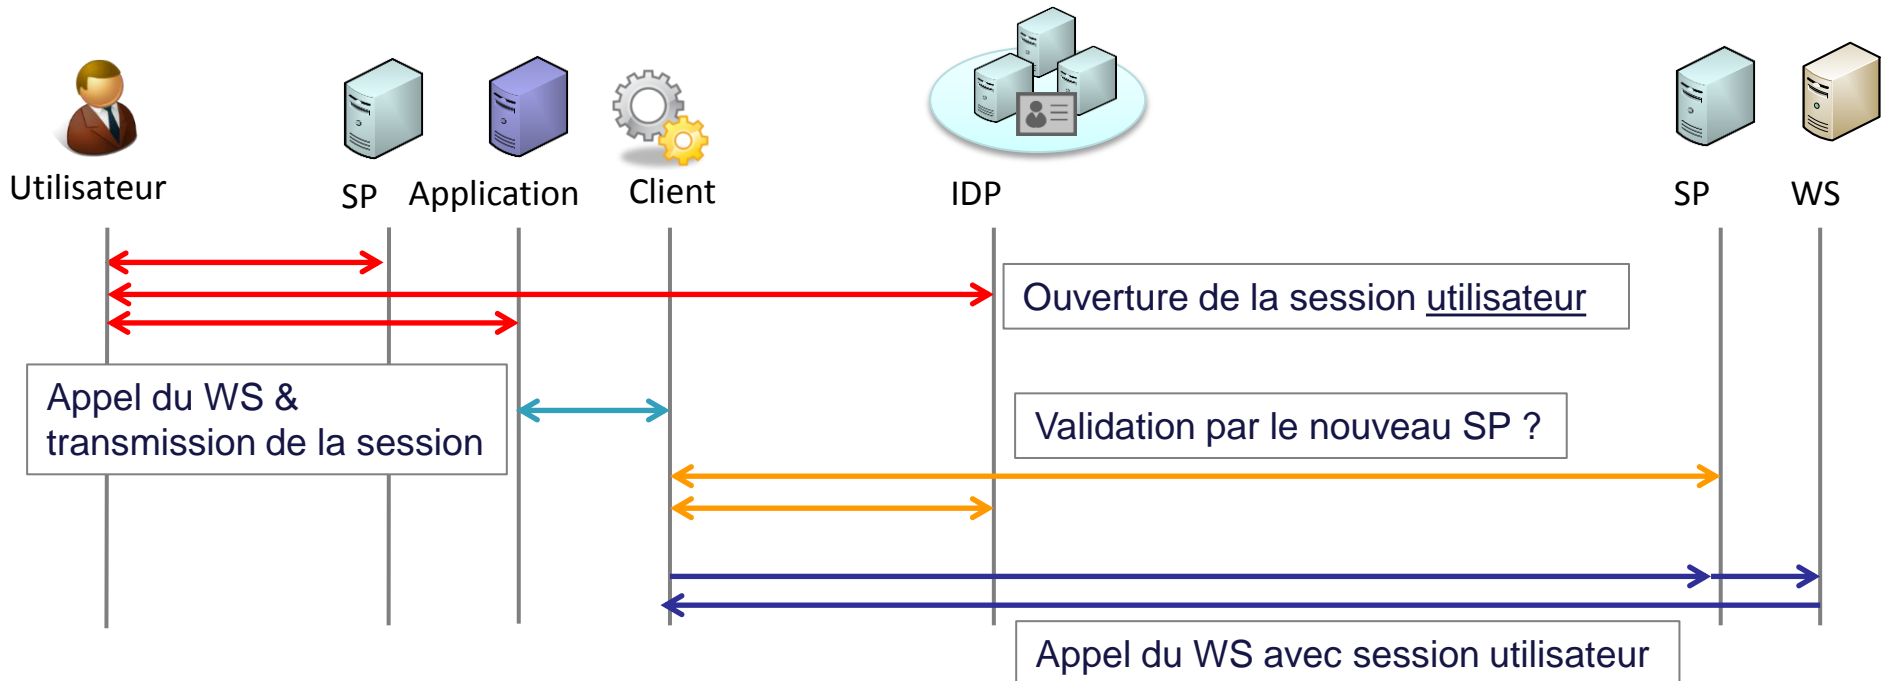 Utilisateur
SP
Application
Client
IDP
SP
WS
Ouverture de la session utilisateur
Appel du WS &
transmission de la session
Validation par le nouveau SP ?
Appel du WS avec session utilisateur